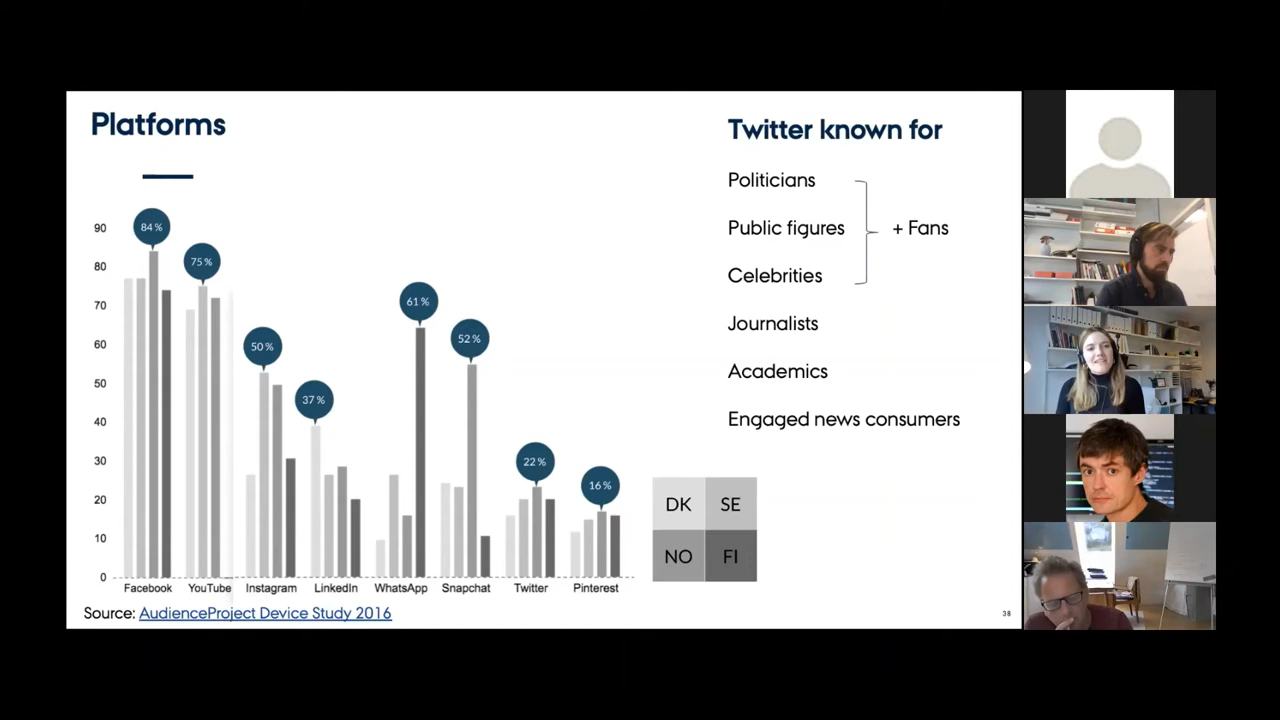 Platforms
90
80
70
60
50
40
30
20
10
0
84 %
75 %
50 %
37 %
61 %
52 %
22 %
16 %
Facebook YouTube Instagram LinkedIn WhatsApp Snapchat Twitter Pinterest
DK SE
NO FI
Source: AudienceProject Device Study 2016
Twitter known for
Politicians
Public figures
Celebrities
+ Fans
Journalists
Academics
Engaged news consumers
38